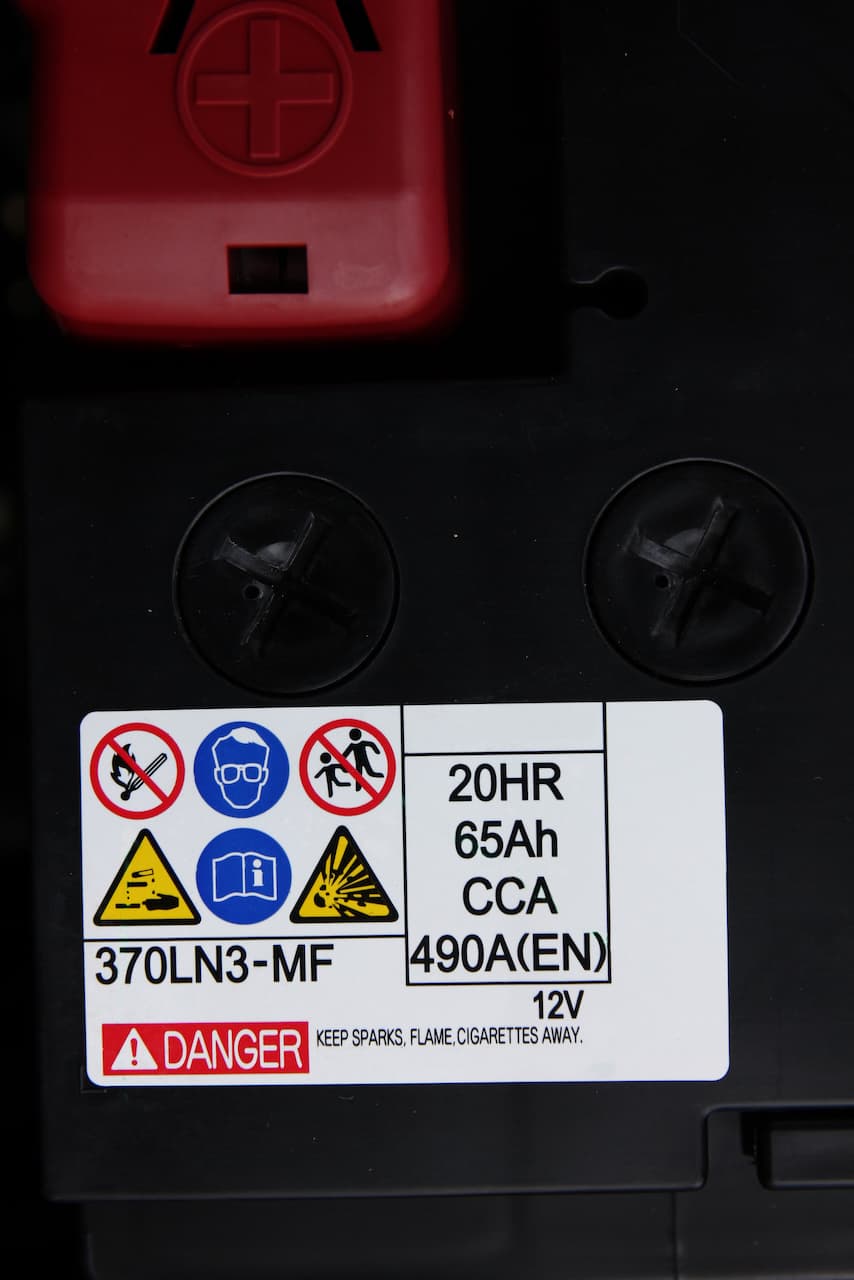 20HR
65Ah
CCA
490A(EN)
370LN3-MF
12V
DANGER
KEEP SPARKS, FLAME,CIGARETTES AWAY.